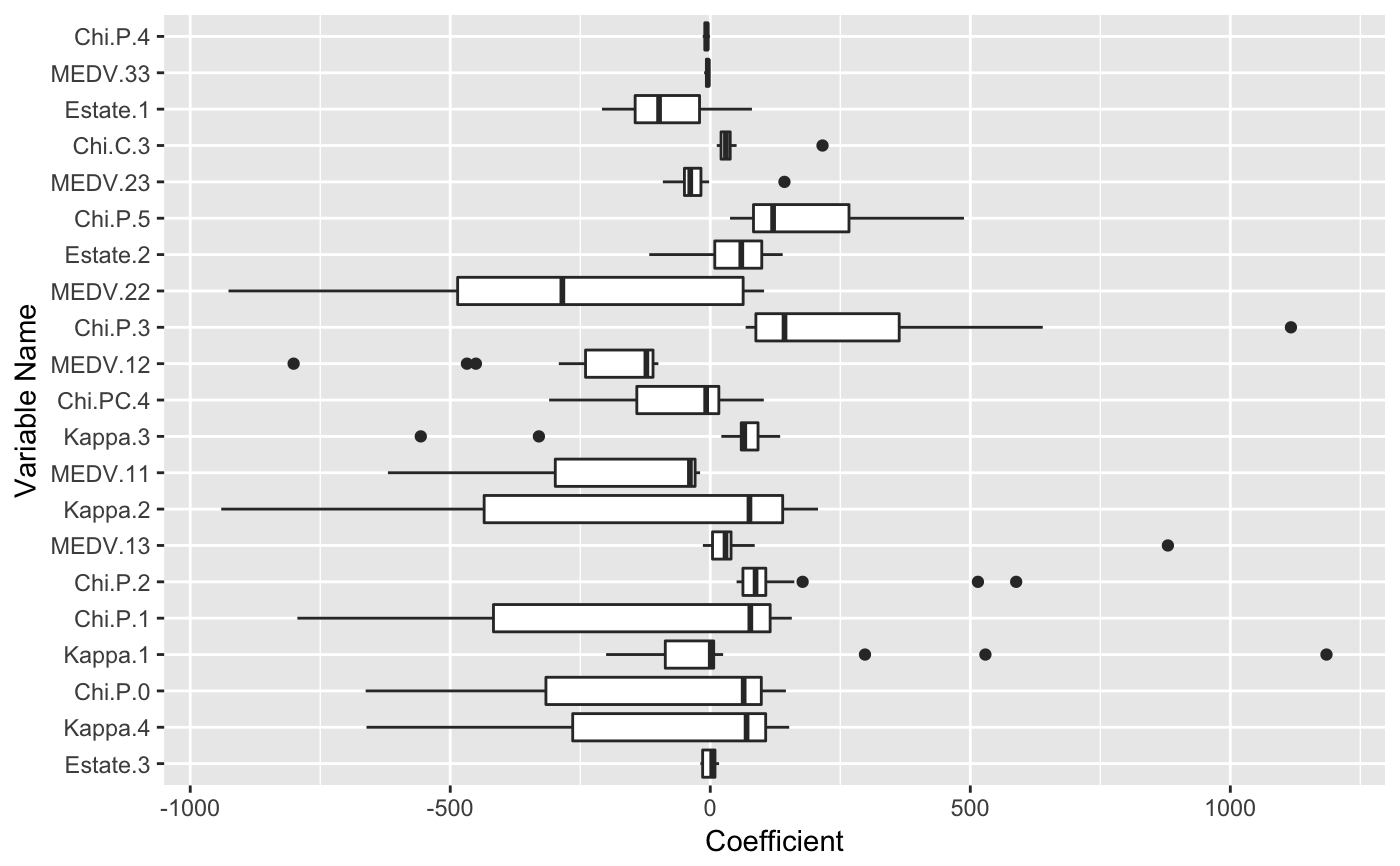 Variable Name
Chi.P.4
MEDV.33
Estate.1
Chi.C.3
MEDV.23
Chi.P.5
Estate.2
MEDV.22
Chi.P.3
MEDV.12
Chi.PC.4
Kappa.3
MEDV.11
Kappa.2
MEDV.13
Chi.P.2
Chi.P.1
Kappa.1
Chi.P.0
Kappa.4
Estate.3
-1000 -500 0 500 1000
Coefficient